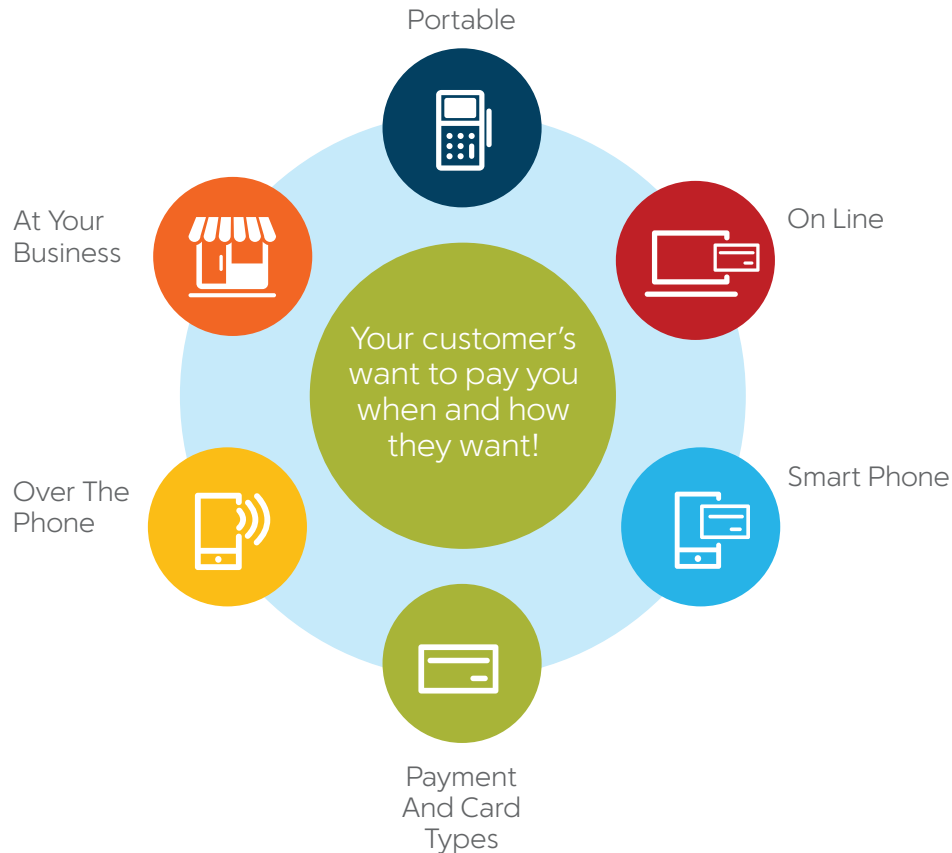 Portable
At Your
Business
On Line
Your customer's
want to pay you
when and how
they want!
Over The
Phone
Smart Phone
Payment
And Card
Types